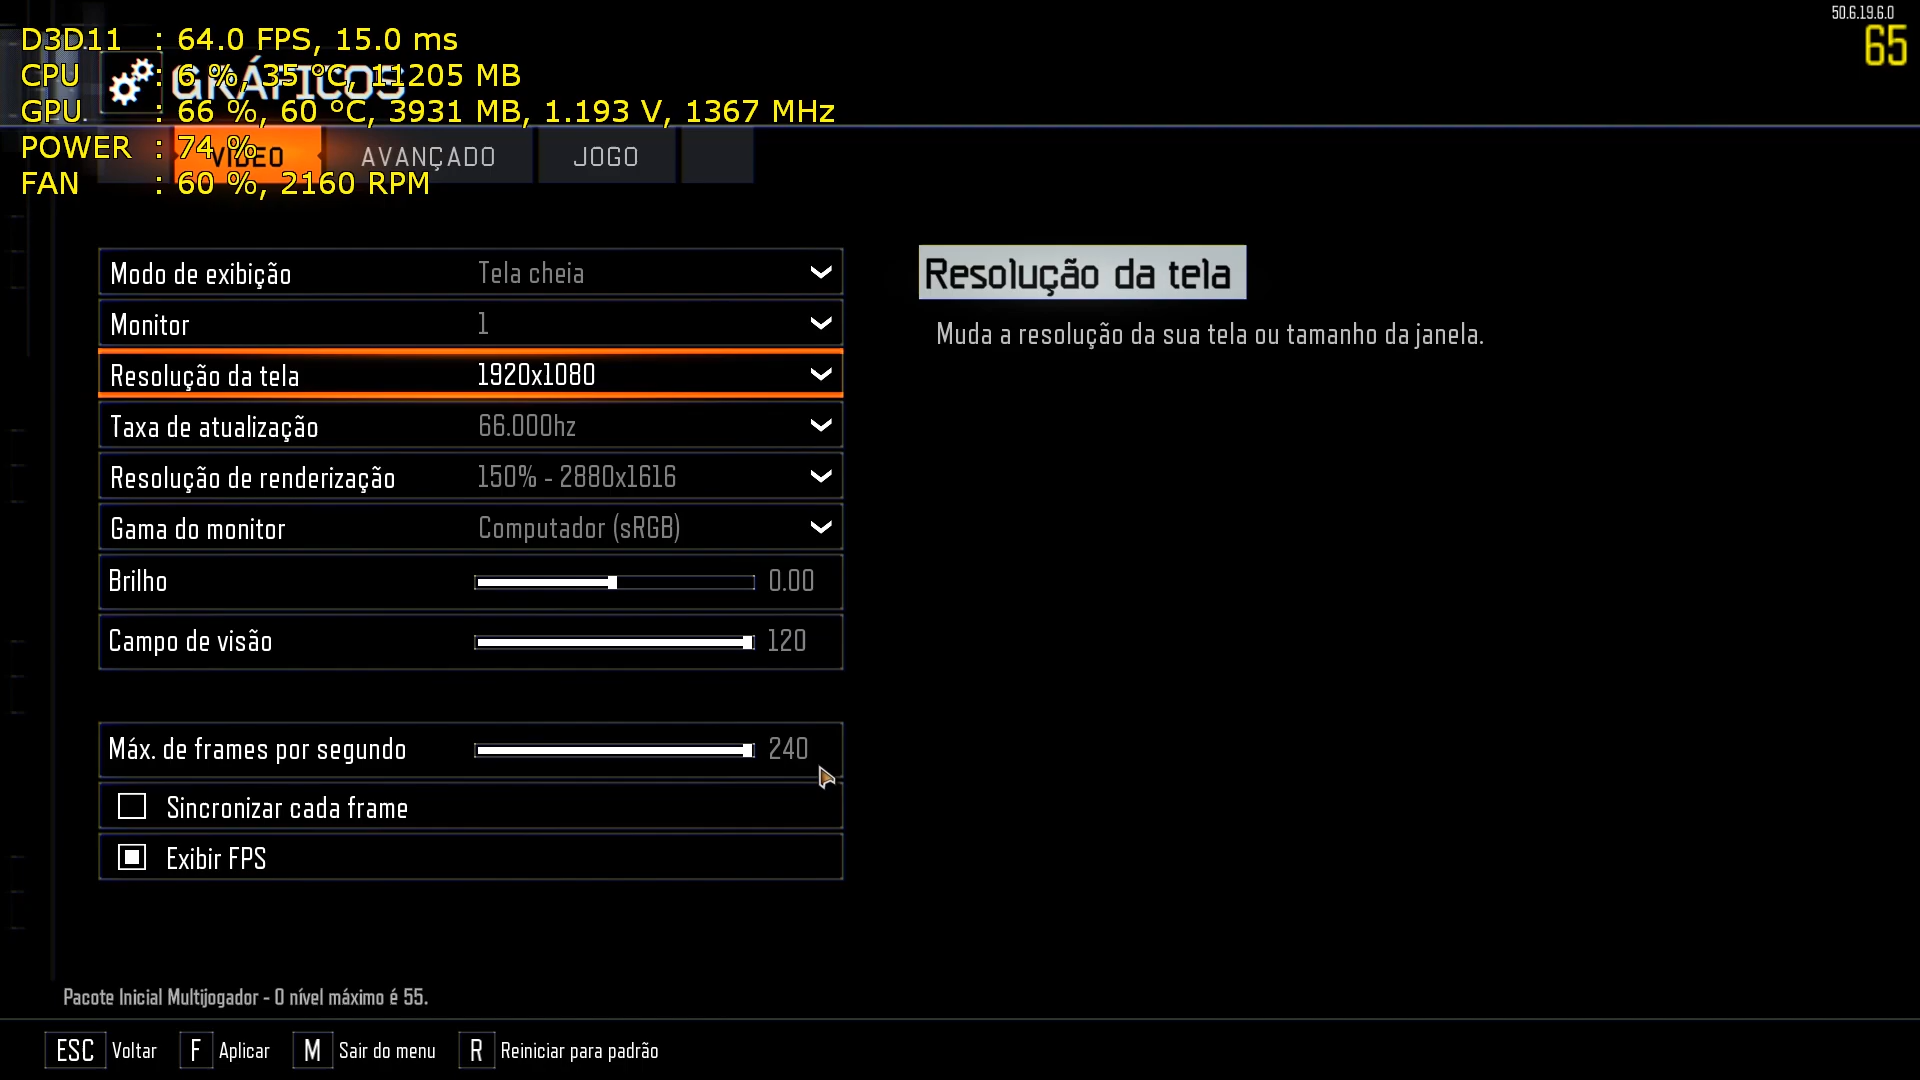 50.6.19.6.0
65
D3D11 : 64.0 FPS, 15.0 ms
CPU : 6 %, 35 °C, 11205 MB
GRÁFICOS
GPU : 66 %, 60 °C, 3931 MB, 1.193 V, 1367 MHz
POWER : 74 %
VÍDEO AVANÇADO JOGO
FAN : 60 %, 2160 RPM
Modo de exibição Tela cheia
Monitor 1
Resolução da tela 1920x1080
Taxa de atualização 66.000hz
Resolução de renderização 150% - 2880x1616
Gama do monitor Computador (sRGB)
Brilho 0.00
Campo de visão 120
Máx. de frames por segundo 240
Sincronizar cada frame
Exibir FPS
Resolução da tela
Muda a resolução da sua tela ou tamanho da janela.
Pacote Inicial Multijogador - O nível máximo é 55.
ESC Voltar F Aplicar M Sair do menu R Reiniciar para padrão